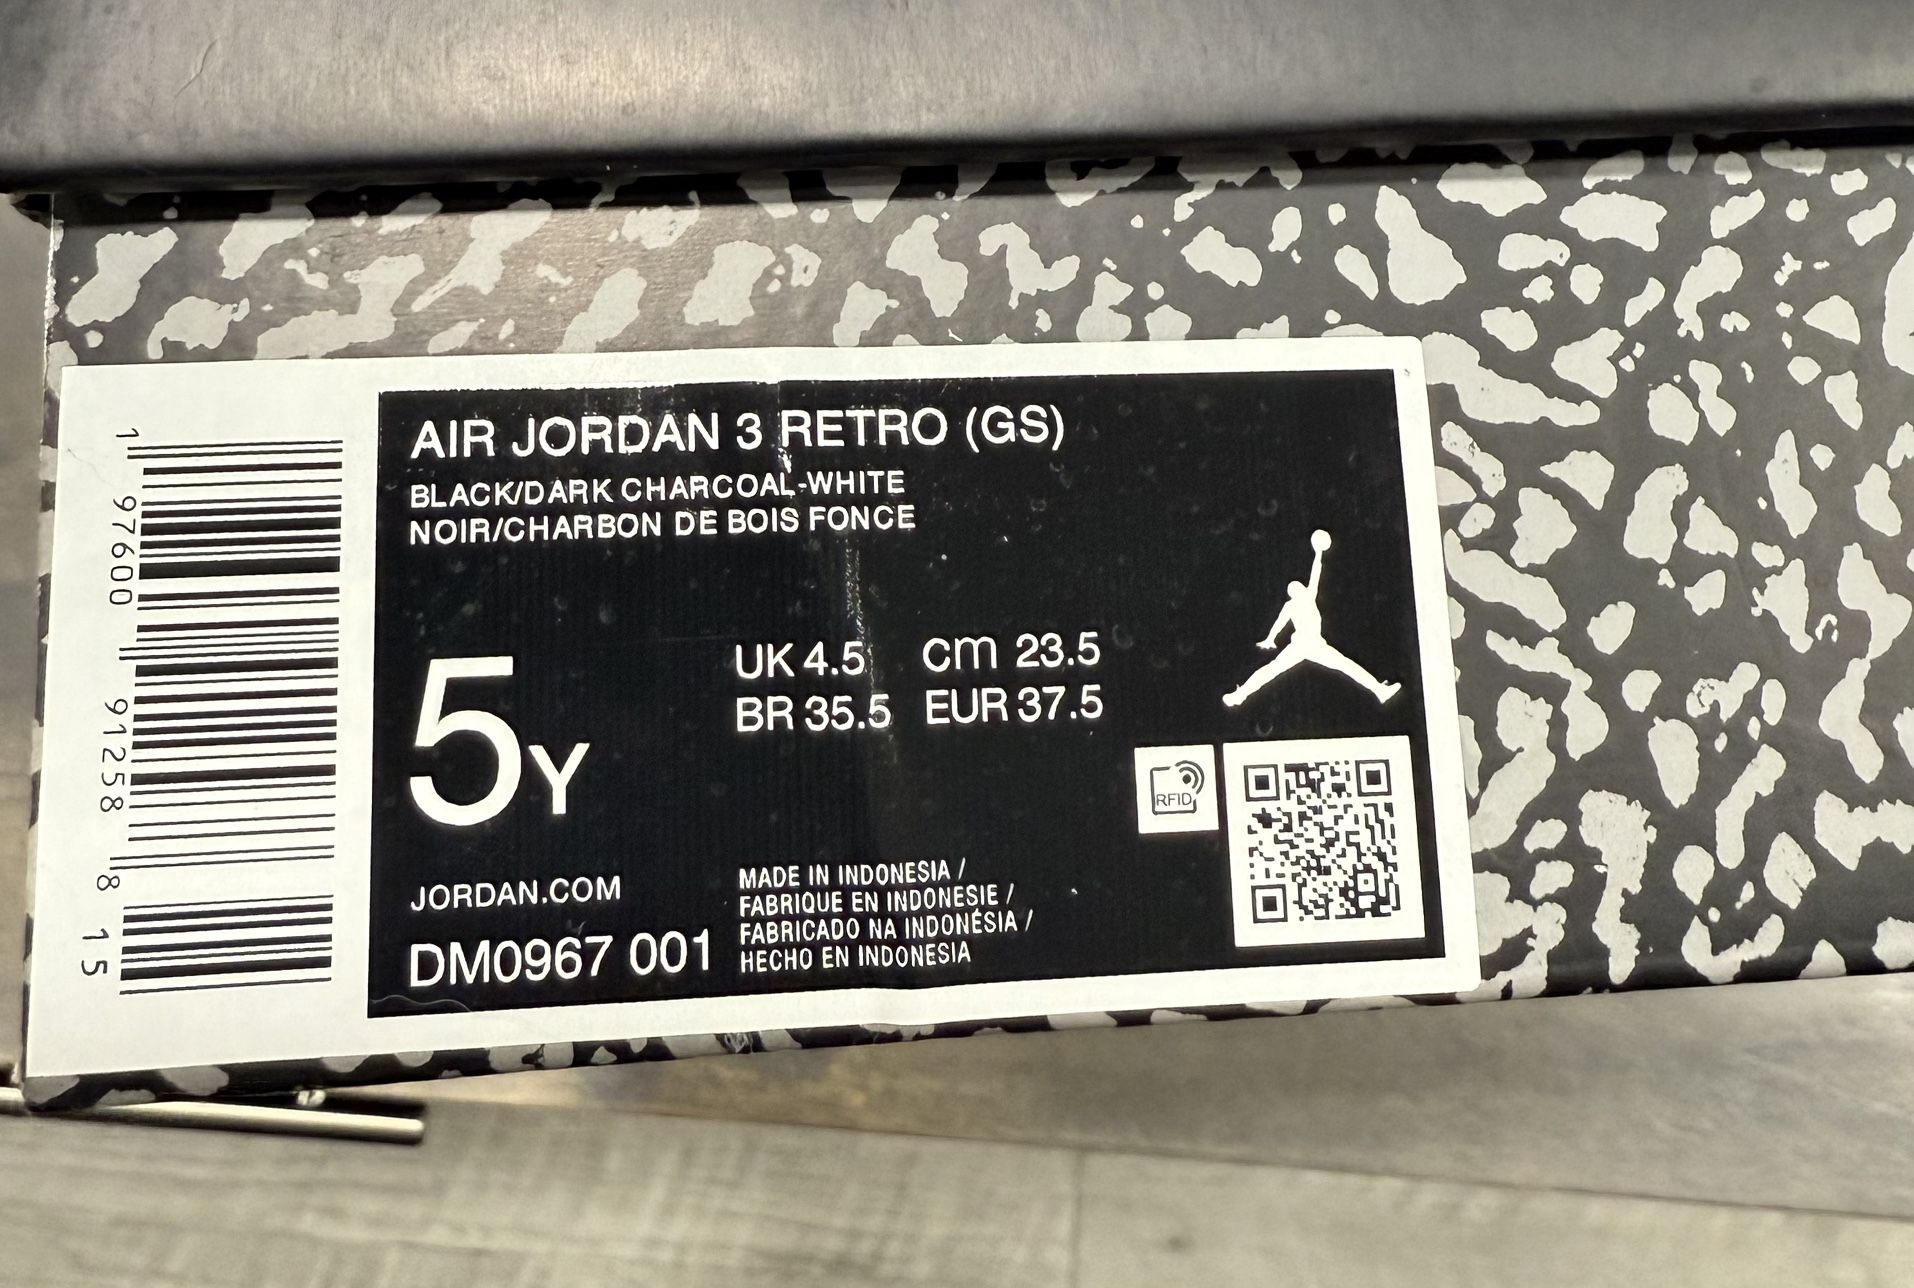 AIR JORDAN 3 RETRO (GS)
BLACK/DARK CHARCOAL-WHITE
NOIR/CHARBON DE BOIS FONCE
5Y
UK 4.5 cm 23.5
BR 35.5 EUR 37.5
RFID
JORDAN.COM
DM0967 001
MADE IN INDONESIA /
FABRIQUE EN INDONESIE /
FABRICADO NA INDONÉSIA /
HECHO EN INDONESIA
1 97600 91258 8 15